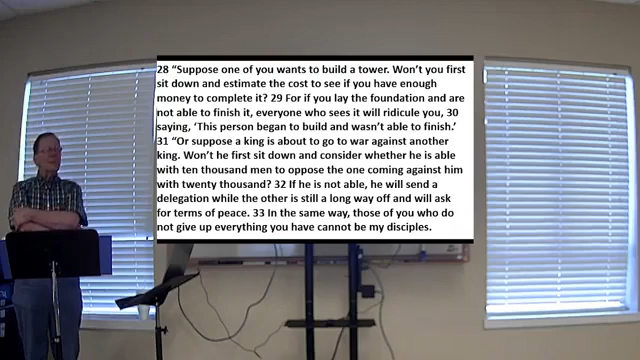 28 “Suppose one of you wants to build a tower. Won’t you first
sit down and estimate the cost to see if you have enough
money to complete it? 29 For if you lay the foundation and are
not able to finish it, everyone who sees it will ridicule you, 30
saying, ‘This person began to build and wasn’t able to finish.’
31 “Or suppose a king is about to go to war against another
king. Won’t he first sit down and consider whether he is able
with ten thousand men to oppose the one coming against him
with twenty thousand? 32 If he is not able, he will send a
delegation while the other is still a long way off and will ask
for terms of peace. 33 In the same way, those of you who do
not give up everything you have cannot be my disciples.